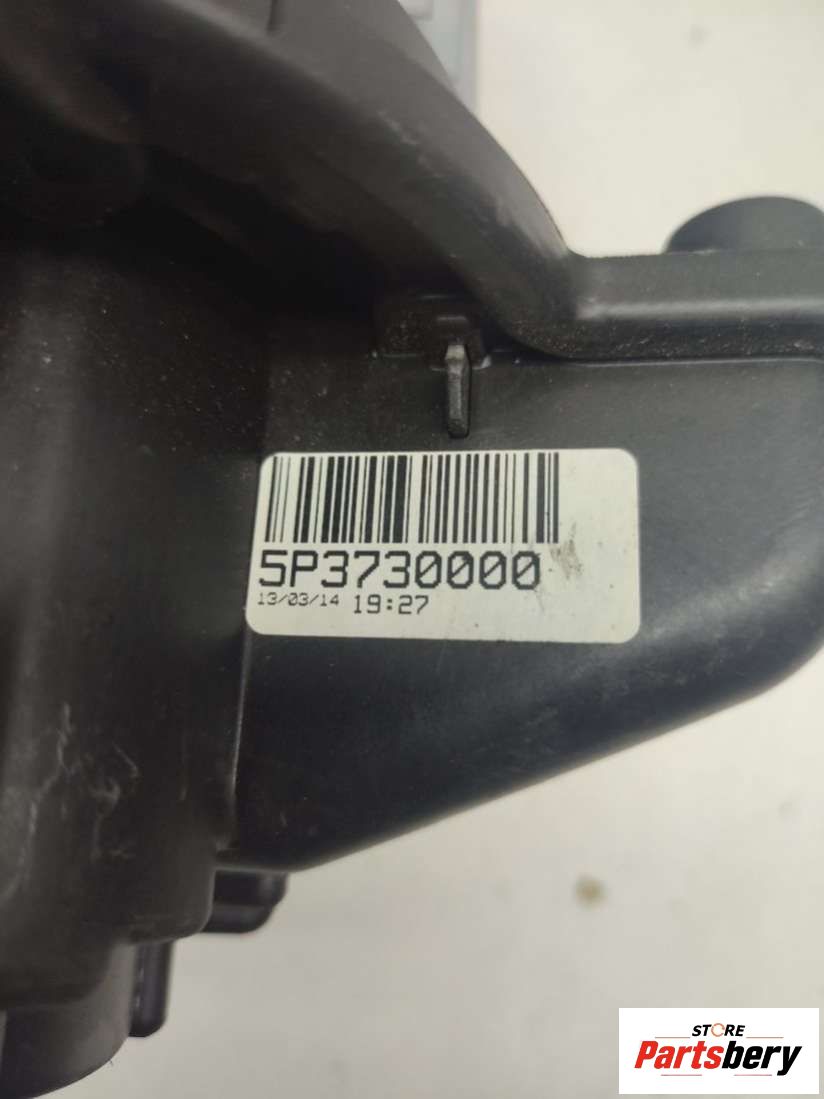 5P3730000
13/03/14 19:27
STORE
Partsbery